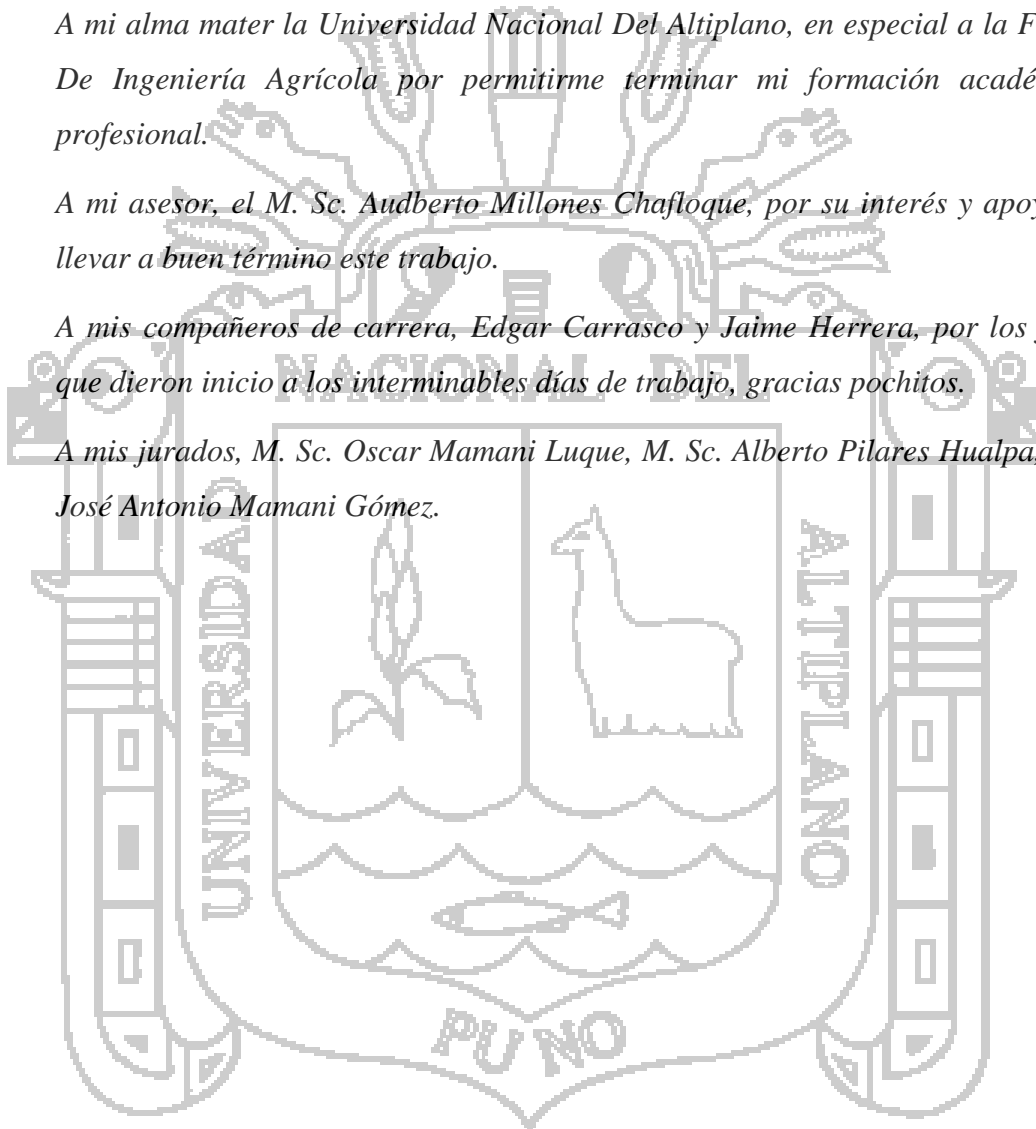 A mi alma mater la Universidad Nacional Del Altiplano, en especial a la F
De Ingeniería Agrícola por permitirme terminar mi formación acadé
profesional.
A mi asesor, el M. Sc. Audberto Millones Chafloque, por su interés y apoy
llevar a buen término este trabajo.
A mis compañeros de carrera, Edgar Carrasco y Jaime Herrera, por los
que dieron inicio a los interminables días de trabajo, gracias pochitos.
A mis jurados, M. Sc. Oscar Mamani Luque, M. Sc. Alberto Pilares Hualpa,
José Antonio Mamani Gómez.
UNIVERSIDAD
NACIONAL DEL
ALTIPLANO
PUNO